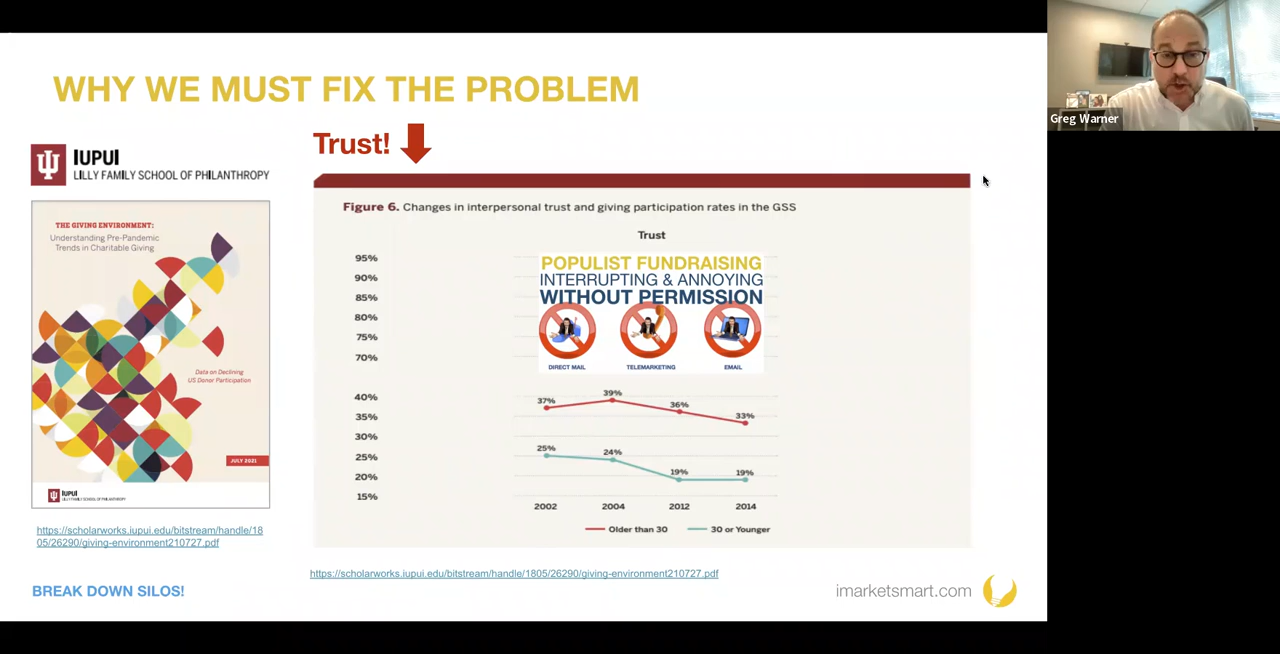 WHY WE MUST FIX THE PROBLEM
Trust!
IUPUI
LILLY FAMILY SCHOOL OF PHILANTHROPY
THE GIVING ENVIRONMENT:
Understanding Pre-Pandemic
Trends in Charitable Giving
Data on Declining
US Donor Participation
JULY 2021
IUPUI
LILLY FAMILY SCHOOL OF PHILANTHROPY
https://scholarworks.iupui.edu/bitstream/handle/18
05/26290/giving-environment210727.pdf
Figure 6. Changes in interpersonal trust and giving participation rates in the GSS
Trust
95%
90%
85%
80%
75%
70%
40%
35%
30%
25%
20%
15%
POPULIST FUNDRAISING
INTERRUPTING & ANNOYING
WITHOUT PERMISSION
DIRECT MAIL TELEMARKETING EMAIL
37% 39% 36% 33%
25% 24% 19% 19%
2002 2004 2012 2014
Older than 30 30 or Younger
https://scholarworks.iupui.edu/bitstream/handle/1805/26290/giving-environment210727.pdf
BREAK DOWN SILOS!
imarketsmart.com
Greg Warner